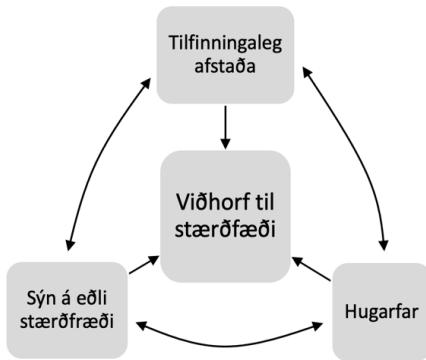 Tilfinningaleg
afstaða
Viðhorf til
stærðfæði
Sýn á eðli
stærðfræði
Hugarfar